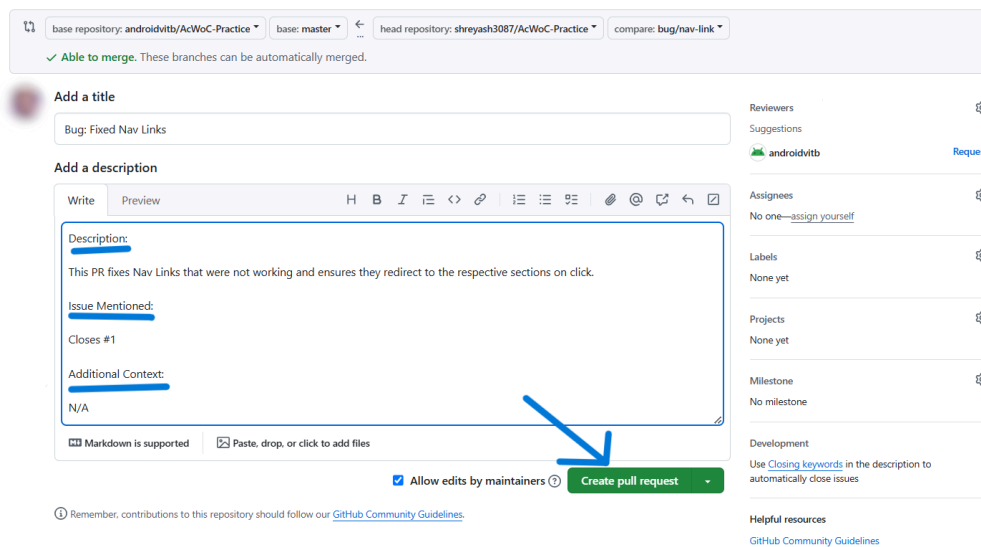 base repository: androidvitb/AcWoC-Practice base: master head repository: shreyash3087/AcWoC-Practice compare: bug/nav-link
Able to merge. These branches can be automatically merged.
Add a title
Bug: Fixed Nav Links
Add a description
Write Preview
Description:
This PR fixes Nav Links that were not working and ensures they redirect to the respective sections on click.
Issue Mentioned:
Closes #1
Additional Context:
N/A
Markdown is supported Paste, drop, or click to add files
Allow edits by maintainers Create pull request
Remember, contributions to this repository should follow our GitHub Community Guidelines.
Reviewers
Suggestions
androidvitb Reque
Assignees
No one—assign yourself
Labels
None yet
Projects
None yet
Milestone
No milestone
Development
Use Closing keywords in the description to
automatically close issues
Helpful resources
GitHub Community Guidelines